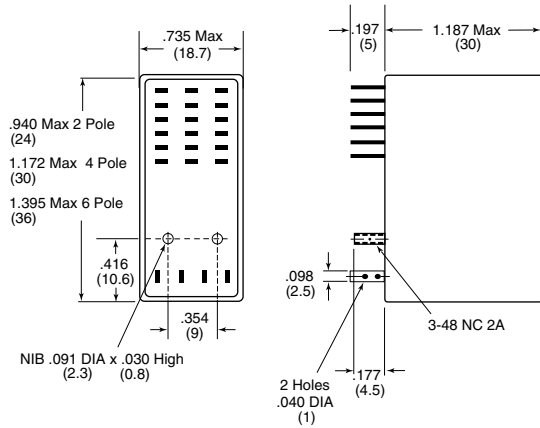 .735 Max
(18.7)
.197
(5)
1.187 Max
(30)
.940 Max 2 Pole
(24)
1.172 Max 4 Pole
(30)
1.395 Max 6 Pole
(36)
.416
(10.6)
.354
(9)
NIB .091 DIA x .030 High
(2.3) (0.8)
.098
(2.5)
3-48 NC 2A
.177
(4.5)
2 Holes
.040 DIA
(1)